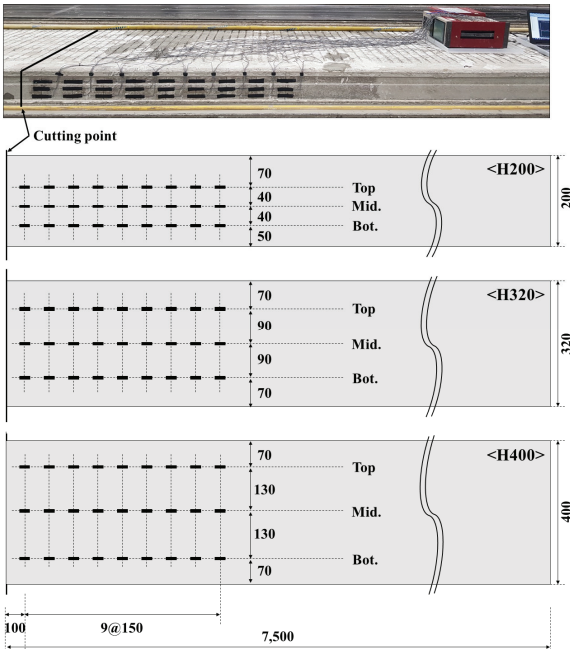 Cutting point
<H200>
70
40
40
50
Top
Mid.
Bot.
200
<H320>
70
90
90
70
Top
Mid.
Bot.
320
<H400>
70
130
130
70
Top
Mid.
Bot.
400
100
9@150
7,500